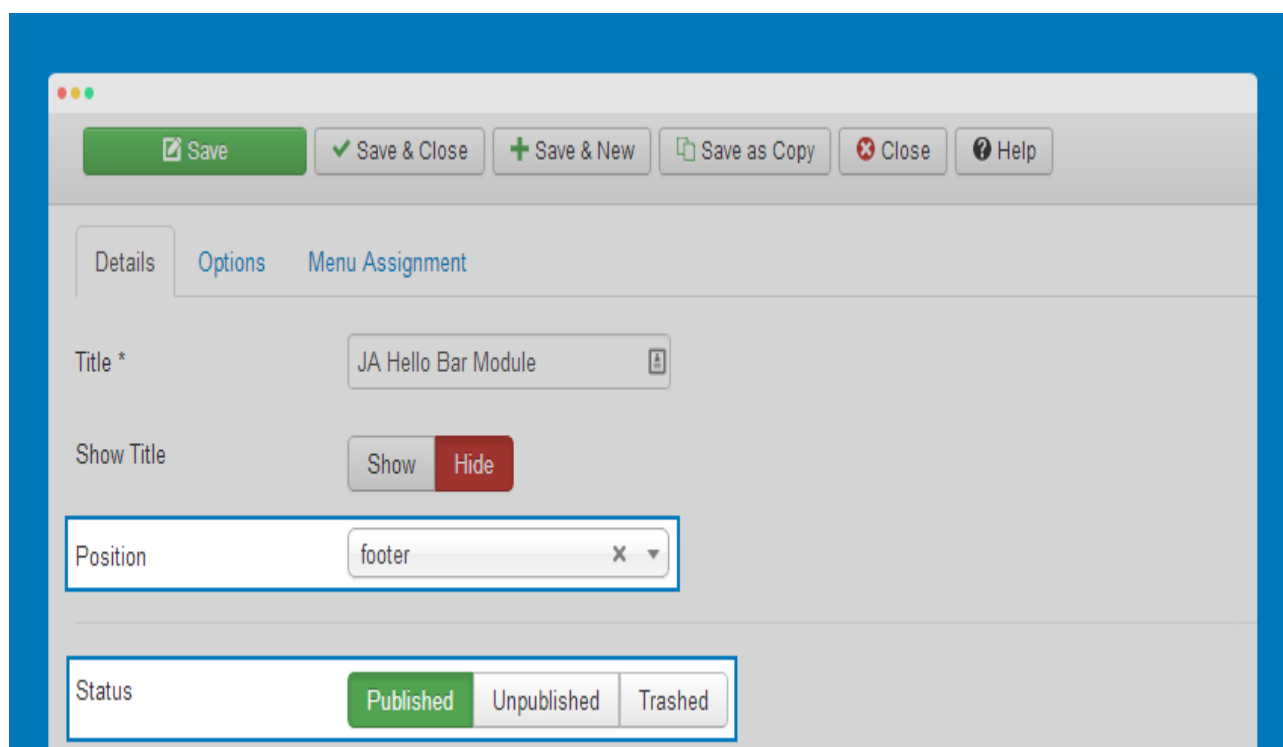 Save Save & Close Save & New Save as Copy Close Help
Details Options Menu Assignment
Title * JA Hello Bar Module
Show Title Show Hide
Position footer
Status Published Unpublished Trashed